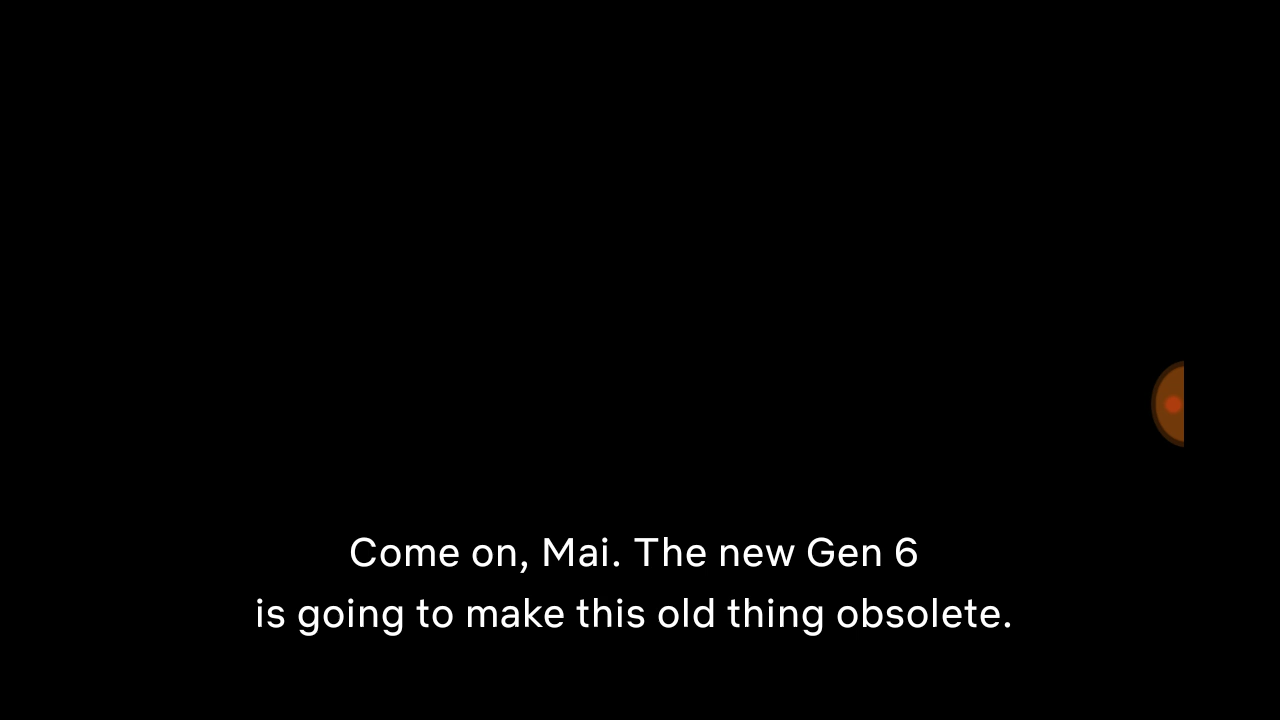 Come on, Mai. The new Gen 6
is going to make this old thing obsolete.